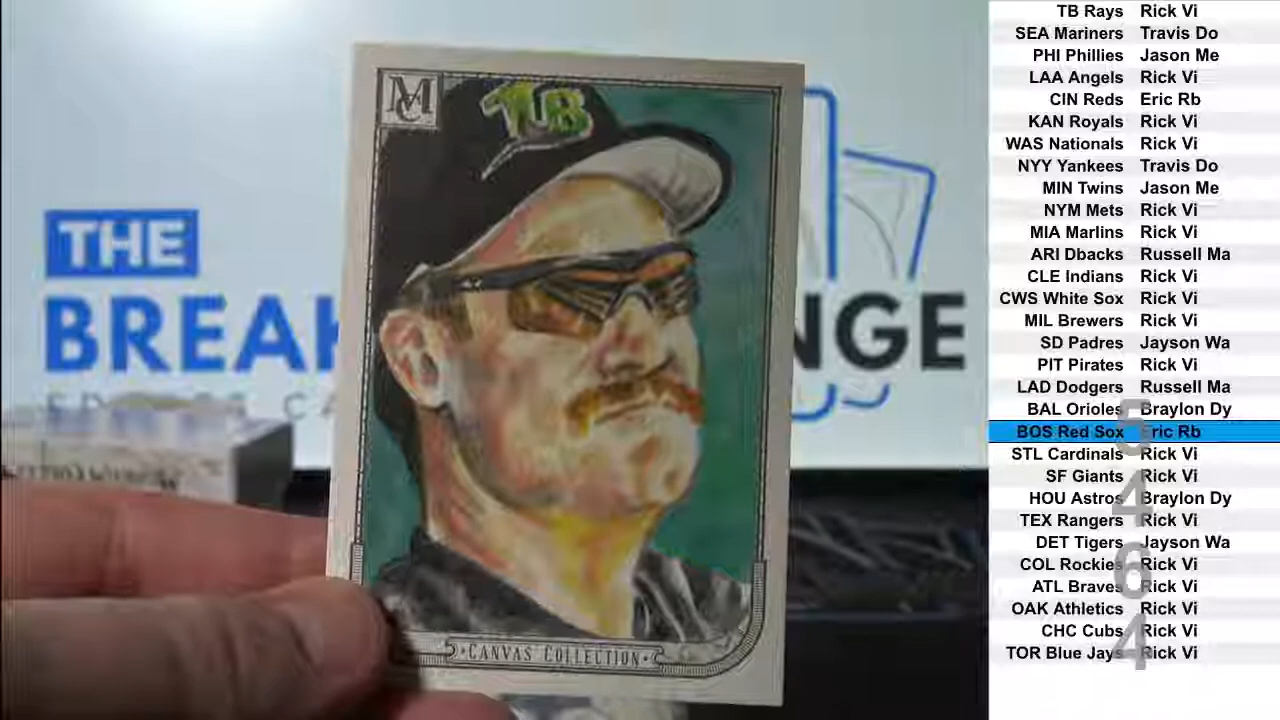 THE
BREAK
NGE
MC
TB
CANVAS COLLECTION
TB Rays Rick Vi
SEA Mariners Travis Do
PHI Phillies Jason Me
LAA Angels Rick Vi
CIN Reds Eric Rb
KAN Royals Rick Vi
WAS Nationals Rick Vi
NYY Yankees Travis Do
MIN Twins Jason Me
NYM Mets Rick Vi
MIA Marlins Rick Vi
ARI Dbacks Russell Ma
CLE Indians Rick Vi
CWS White Sox Rick Vi
MIL Brewers Rick Vi
SD Padres Jayson Wa
PIT Pirates Rick Vi
LAD Dodgers Russell Ma
BAL Orioles Braylon Dy
BOS Red Sox Eric Rb
STL Cardinals Rick Vi
SF Giants Rick Vi
HOU Astros Braylon Dy
TEX Rangers Rick Vi
DET Tigers Jayson Wa
COL Rockies Rick Vi
ATL Braves Rick Vi
OAK Athletics Rick Vi
CHC Cubs Rick Vi
TOR Blue Jays Rick Vi
5
4
6
4